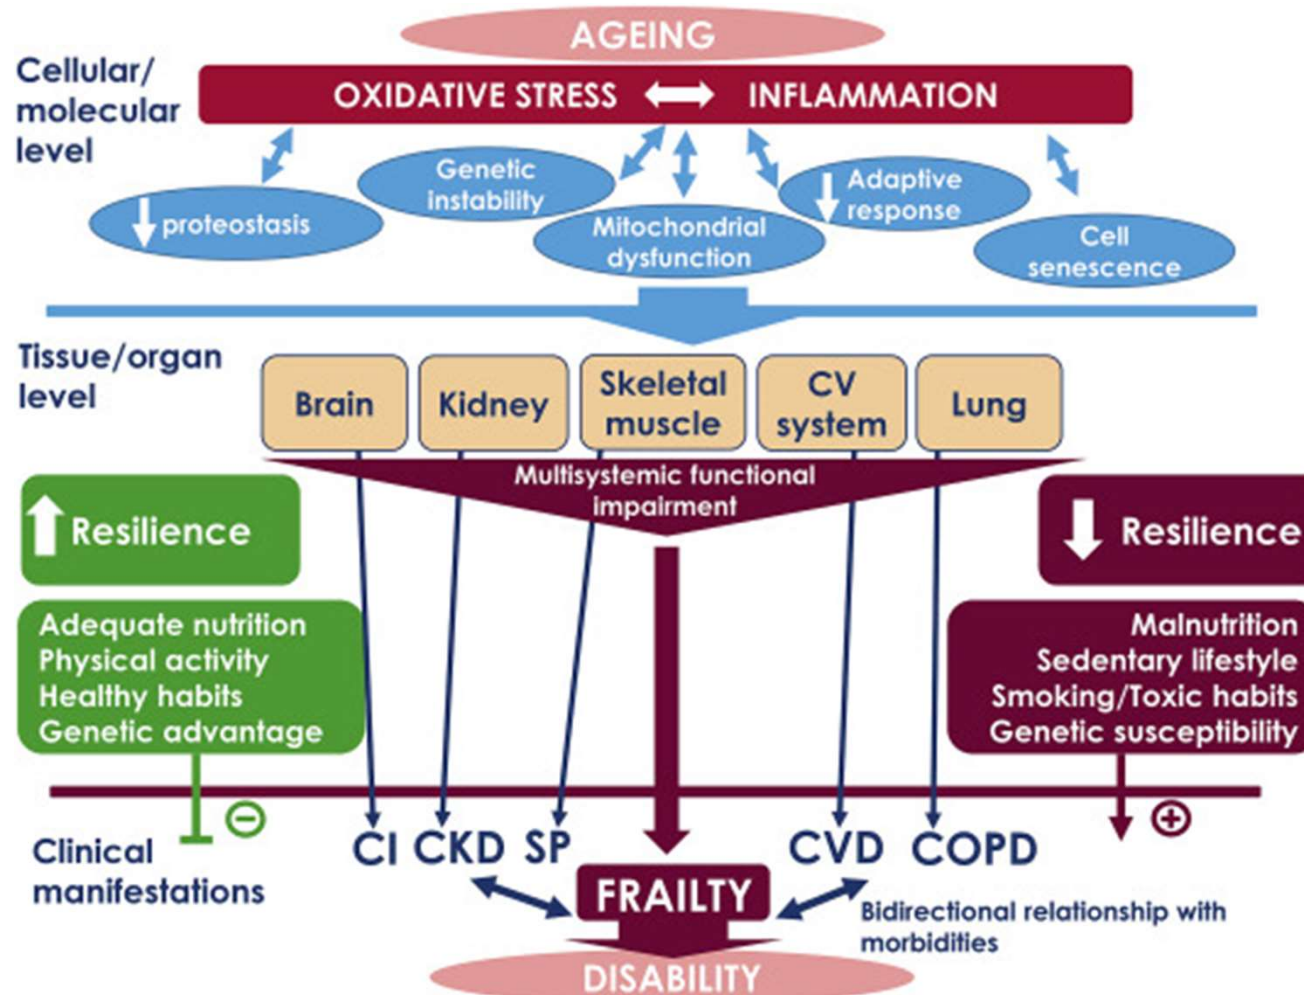 AGEING
Cellular/
molecular
level
OXIDATIVE STRESS INFLAMMATION
proteostasis
Genetic
instability
Mitochondrial
dysfunction
Adaptive
response
Cell
senescence
Tissue/organ
level
Brain
Kidney
Skeletal
muscle
CV
system
Lung
Multisystemic functional
impairment
Resilience
Adequate nutrition
Physical activity
Healthy habits
Genetic advantage
Resilience
Malnutrition
Sedentary lifestyle
Smoking/Toxic habits
Genetic susceptibility
Clinical
manifestations
CI CKD SP CVD COPD
FRAILTY
Bidirectional relationship with
morbidities
DISABILITY